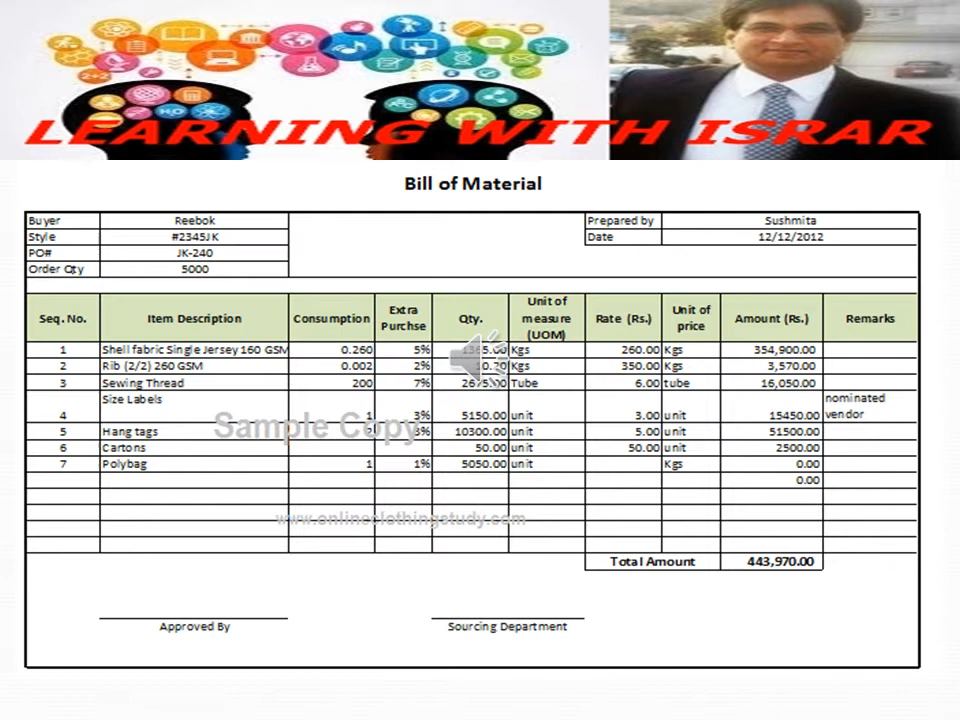 LEARNING WITH ISRAR
Bill of Material
Buyer Reebok Prepared by Sushmita
Style #2345JK Date 12/12/2012
PO# JK-240
Order Qty 5000
Seq. No. Item Description Consumption Extra Purchse Qty. Unit of measure (UOM) Rate (Rs.) Unit of price Amount (Rs.) Remarks
1 Shell fabric Single Jersey 160 GSM 0.260 5% 1365.00 Kgs 260.00 Kgs 354,900.00
2 Rib (2/2) 260 GSM 0.002 2% 10.20 Kgs 350.00 Kgs 3,570.00
3 Sewing Thread 200 7% 2675.00 Tube 6.00 tube 16,050.00
4 Size Labels 1 3% 5150.00 unit 3.00 unit 15450.00 nominated vendor
5 Hang tags 2 3% 10300.00 unit 5.00 unit 51500.00
6 Cartons 50.00 unit 50.00 unit 2500.00
7 Polybag 1 1% 5050.00 unit Kgs 0.00
0.00
Sample Copy
www.onlineclothingstudy.com
Total Amount 443,970.00
Approved By Sourcing Department